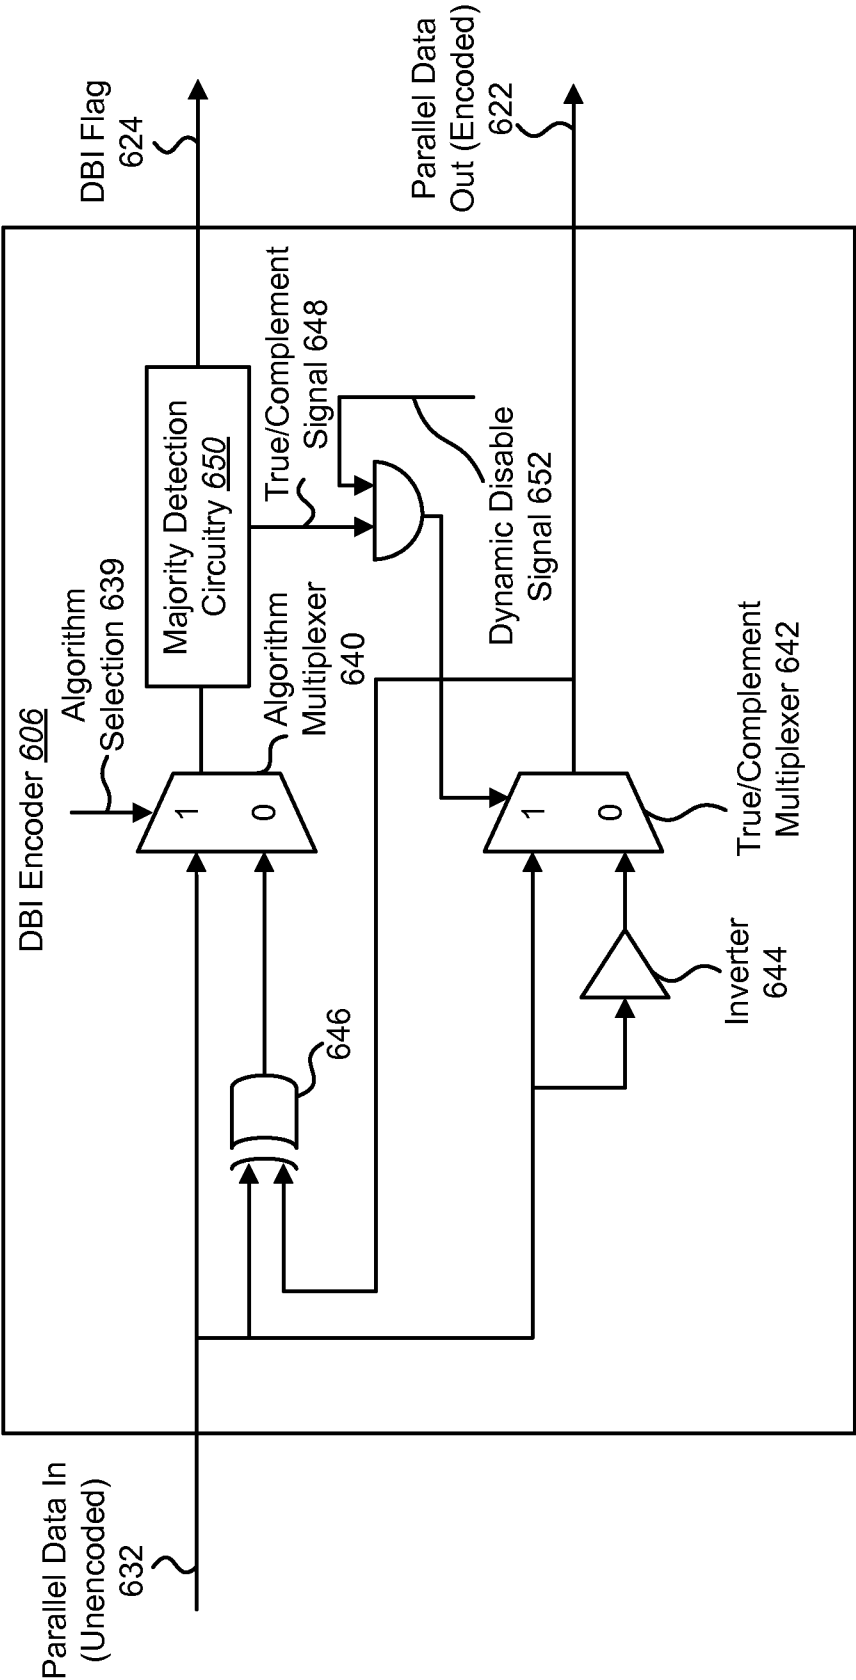 DBI Encoder 606
Parallel Data In
(Unencoded)
632
Algorithm
Selection 639
DBI Flag
624
Majority Detection
Circuitry 650
1
0
Algorithm
Multiplexer
640
True/Complement
Signal 648
646
Dynamic Disable
Signal 652
Parallel Data
Out (Encoded)
622
1
0
Inverter
644
True/Complement
Multiplexer 642